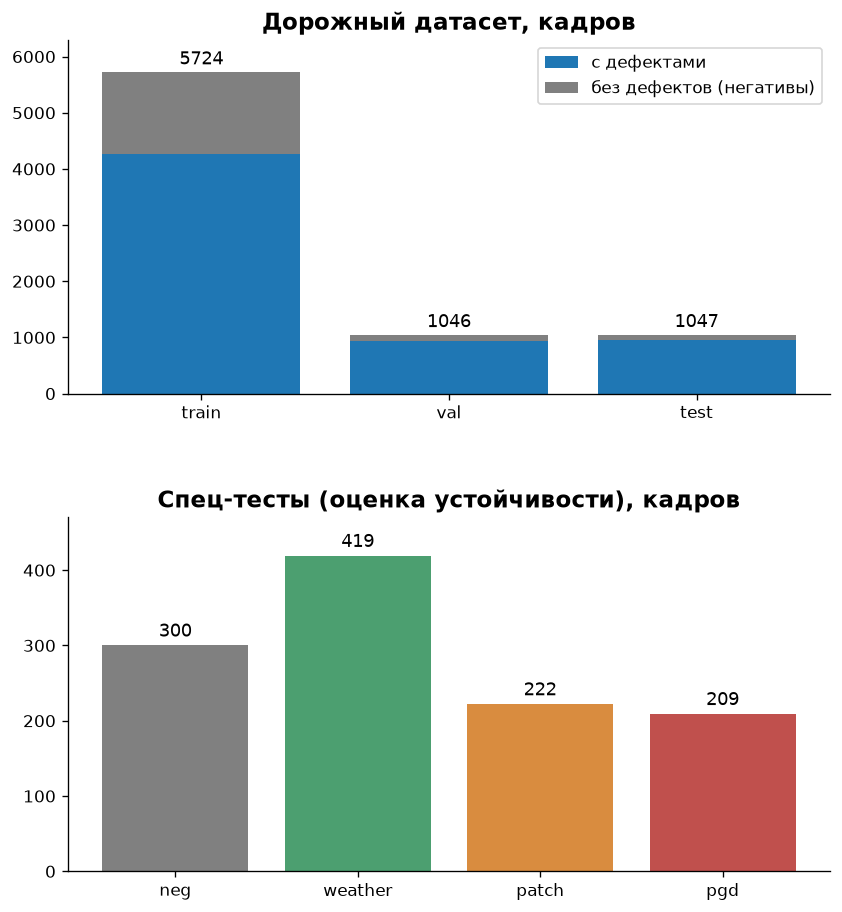 Дорожный датасет, кадров
6000
5000
4000
3000
2000
1000
0
5724
1046
1047
с дефектами
без дефектов (негативы)
train
val
test
Спец-тесты (оценка устойчивости), кадров
400
300
200
100
0
300
419
222
209
neg
weather
patch
pgd